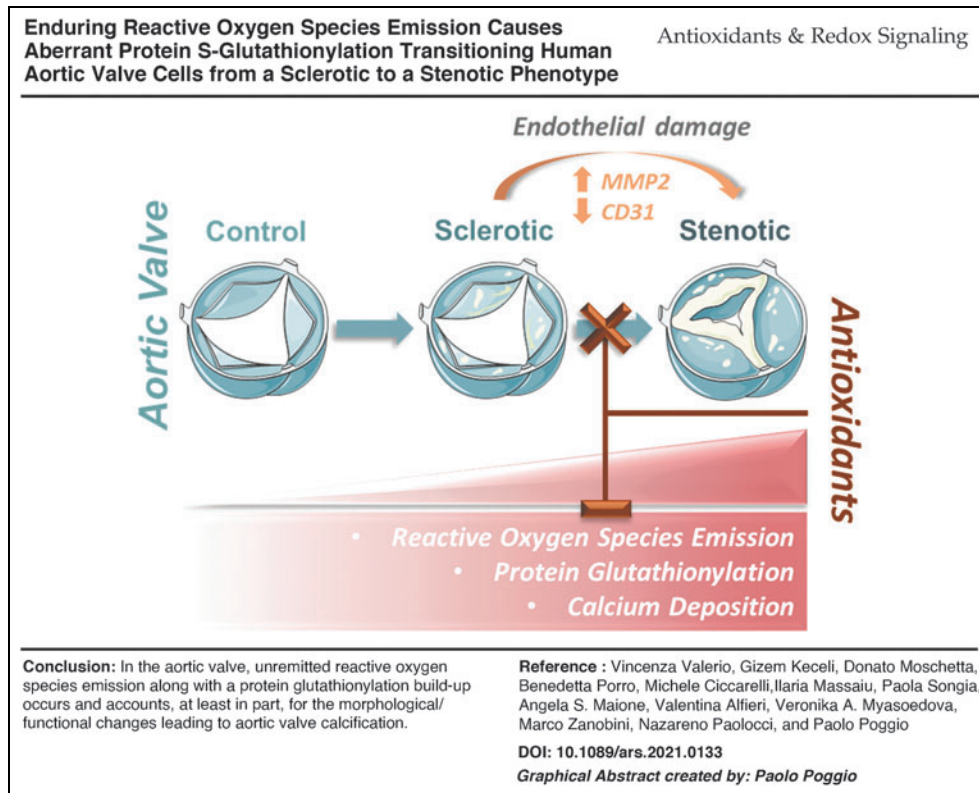 Enduring Reactive Oxygen Species Emission Causes
Aberrant Protein S-Glutathionylation Transitioning Human
Aortic Valve Cells from a Sclerotic to a Stenotic Phenotype
Antioxidants & Redox Signaling
Endothelial damage
MMP2
CD31
Aortic Valve
Control
Sclerotic
Stenotic
Antioxidants
• Reactive Oxygen Species Emission
• Protein Glutathionylation
• Calcium Deposition
Conclusion: In the aortic valve, unremitted reactive oxygen
species emission along with a protein glutathionylation build-up
occurs and accounts, at least in part, for the morphological/
functional changes leading to aortic valve calcification.
Reference : Vincenza Valerio, Gizem Keceli, Donato Moschetta,
Benedetta Porro, Michele Ciccarelli,Ilaria Massaiu, Paola Songia,
Angela S. Maione, Valentina Alfieri, Veronika A. Myasoedova,
Marco Zanobini, Nazareno Paolocci, and Paolo Poggio
DOI: 10.1089/ars.2021.0133
Graphical Abstract created by: Paolo Poggio